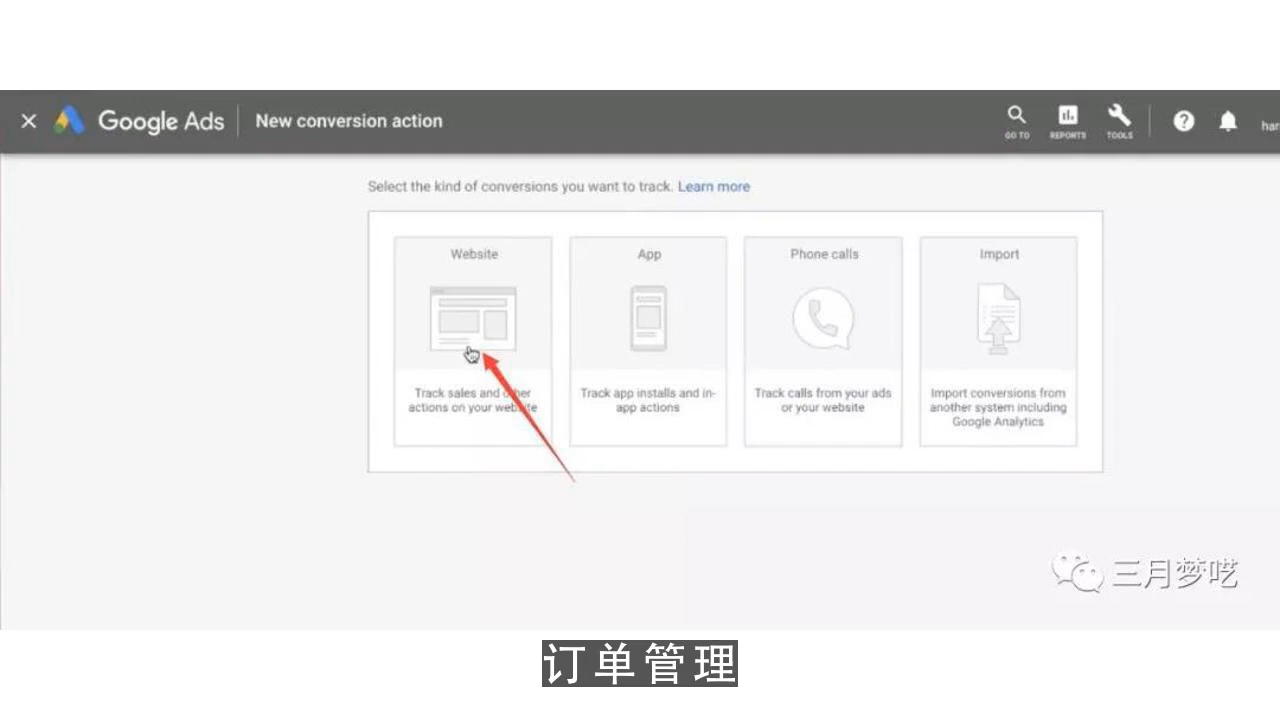 Google Ads
New conversion action
GO TO
REPORTS
TOOLS
har
Select the kind of conversions you want to track. Learn more
Website
Track sales and other
actions on your website
App
Track app installs and in-
app actions
Phone calls
Track calls from your ads
or your website
Import
Import conversions from
another system including
Google Analytics
三月梦呓
订单管理